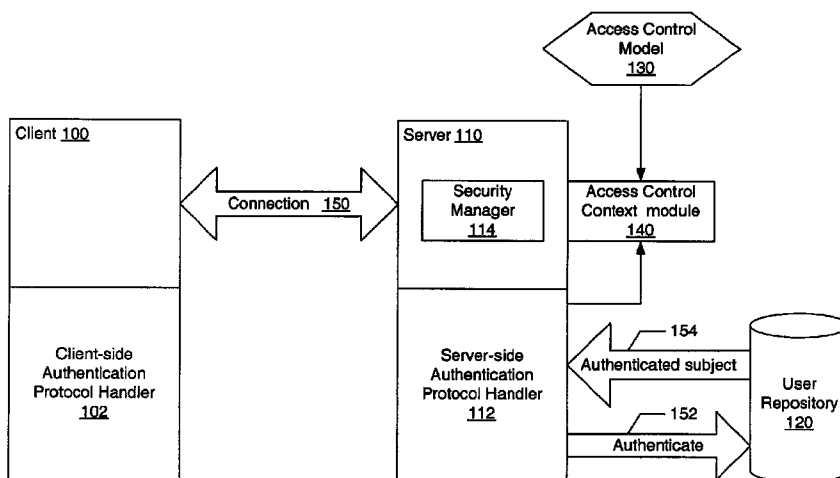 Access Control
Model
130
Client 100
Server 110
Connection 150
Security
Manager
114
Access Control
Context module
140
154
Authenticated subject
Client-side
Authentication
Protocol Handler
102
Server-side
Authentication
Protocol Handler
112
User
Repository
120
152
Authenticate